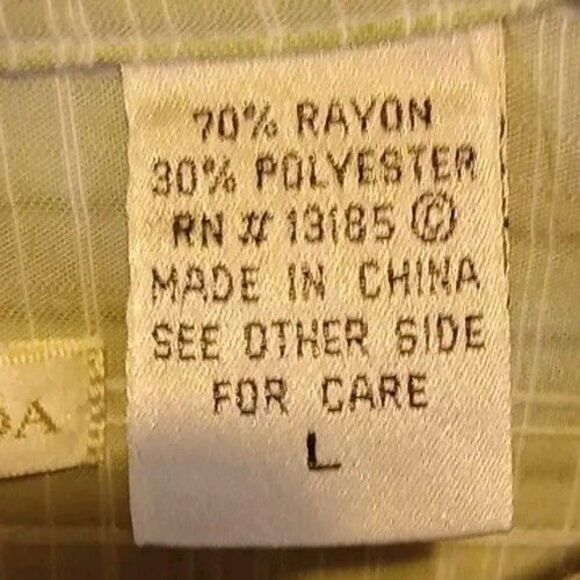 70% RAYON
30% POLYESTER
RN # 13185 ©
MADE IN CHINA
SEE OTHER SIDE
FOR CARE
L